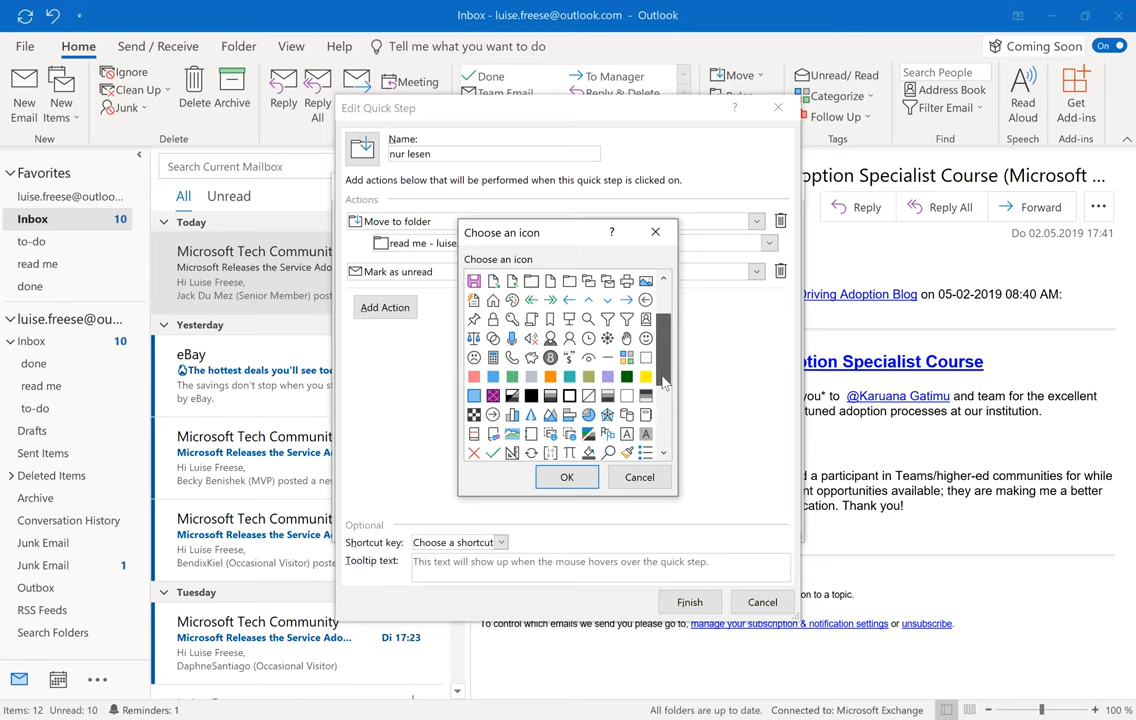 Inbox - luise.freese@outlook.com - Outlook
File Home Send / Receive Folder View Help Tell me what you want to do Coming Soon On
New Email
New Items
Ignore
Clean Up
Junk
Delete Archive
Reply
Reply All
Meeting
Done
Team Email
To Manager
Reply & Delete
Move
Unread/ Read
Categorize
Follow Up
Search People
Address Book
Filter Email
Read Aloud
Get Add-ins
New Delete Tags Find Speech Add-ins
Favorites
luise.freese@outloo...
Inbox 10
to-do
read me
done
luise.freese@ou...
Inbox 10
done
read me
to-do
Drafts
Sent Items
Deleted Items
Archive
Conversation History
Junk Email
Junk Email 1
Outbox
RSS Feeds
Search Folders
Search Current Mailbox
All Unread
Today
Microsoft Tech Communit
Microsoft Releases the Service Ado
Hi Luise Freese,
Jack Du Mez (Senior Member) post
Yesterday
eBay
The hottest deals you'll see to
The savings don't stop when you s
by eBay.
Microsoft Tech Communit
Microsoft Releases the Service A
Hi Luise Freese,
Becky Benishek (MVP) posted a ne
Microsoft Tech Communit
Microsoft Releases the Service A
Hi Luise Freese,
BendixKiel (Occasional Visitor) poste
Tuesday
Microsoft Tech Community
Microsoft Releases the Service Ado... Di 17:23
Hi Luise Freese,
DaphneSantiago (Occasional Visitor)
Edit Quick Step ?
Name:
nur lesen
Add actions below that will be performed when this quick step is clicked on.
Actions
Move to folder
read me - luise.
Mark as unread
Add Action
Choose an icon ?
Choose an icon
OK Cancel
Optional
Shortcut key: Choose a shortcut
Tooltip text: This text will show up when the mouse hovers over the quick step.
Finish Cancel
option Specialist Course (Microsoft ...
Reply Reply All Forward
Do 02.05.2019 17:41
Driving Adoption Blog on 05-02-2019 08:40 AM:
ption Specialist Course
you* to @Karuana Gatimu and team for the excellent
tuned adoption processes at our institution.
d a participant in Teams/higher-ed communities for while
nt opportunities available; they are making me a better
cation. Thank you!
on to a topic.
To control which emails we send you please go to, manage your subscription & notification settings or unsubscribe.
Items: 12 Unread: 10 Reminders: 1 All folders are up to date. Connected to: Microsoft Exchange 100 %